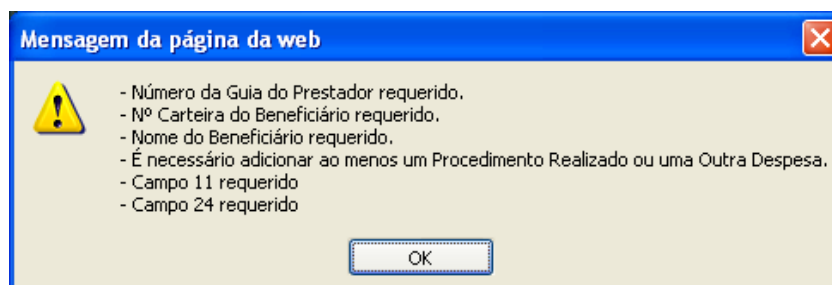 Mensagem da página da web
- Número da Guia do Prestador requerido.
- Nº Carteira do Beneficiário requerido.
- Nome do Beneficiário requerido.
- É necessário adicionar ao menos um Procedimento Realizado ou uma Outra Despesa.
- Campo 11 requerido
- Campo 24 requerido
OK